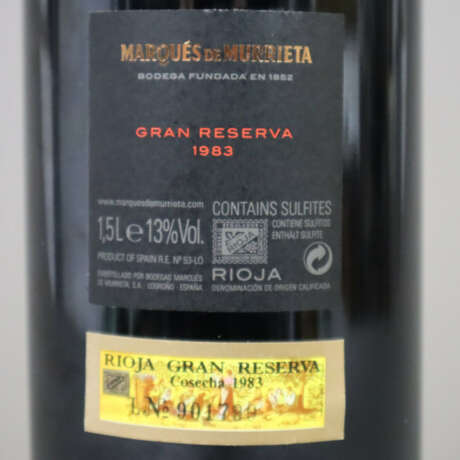 MARQUÉS DE MURRIETA
BODEGA FUNDADA EN 1852
GRAN RESERVA
1983
www.marquesdemurrieta.com
CONTAINS SULFITES
CONTIENE SULFITOS
ENTHÄLT SULFITE
1,5L e 13%Vol.
PRODUCT OF SPAIN R.E. Nº 53-LO
EMBOTELLADO POR BODEGAS MARQUÉS
DE MURRIETA, S.A. LOGROÑO - ESPAÑA
RIOJA
DENOMINACIÓN DE ORIGEN CALIFICADA
RIOJA GRAN RESERVA
Cosecha 1983
L Nº